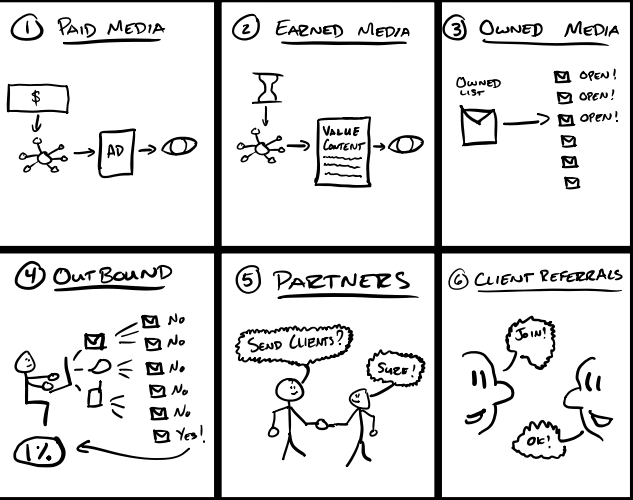 1 PAID MEDIA
$
AD
2 EARNED MEDIA
VALUE
CONTENT
3 OWNED MEDIA
OWNED
LIST
OPEN!
OPEN!
OPEN!
4 OUTBOUND
No
No
No
No
No
YES!
1%
5 PARTNERS
SEND CLIENTS?
SURE!
6 CLIENT REFERRALS
JOIN!
OK!